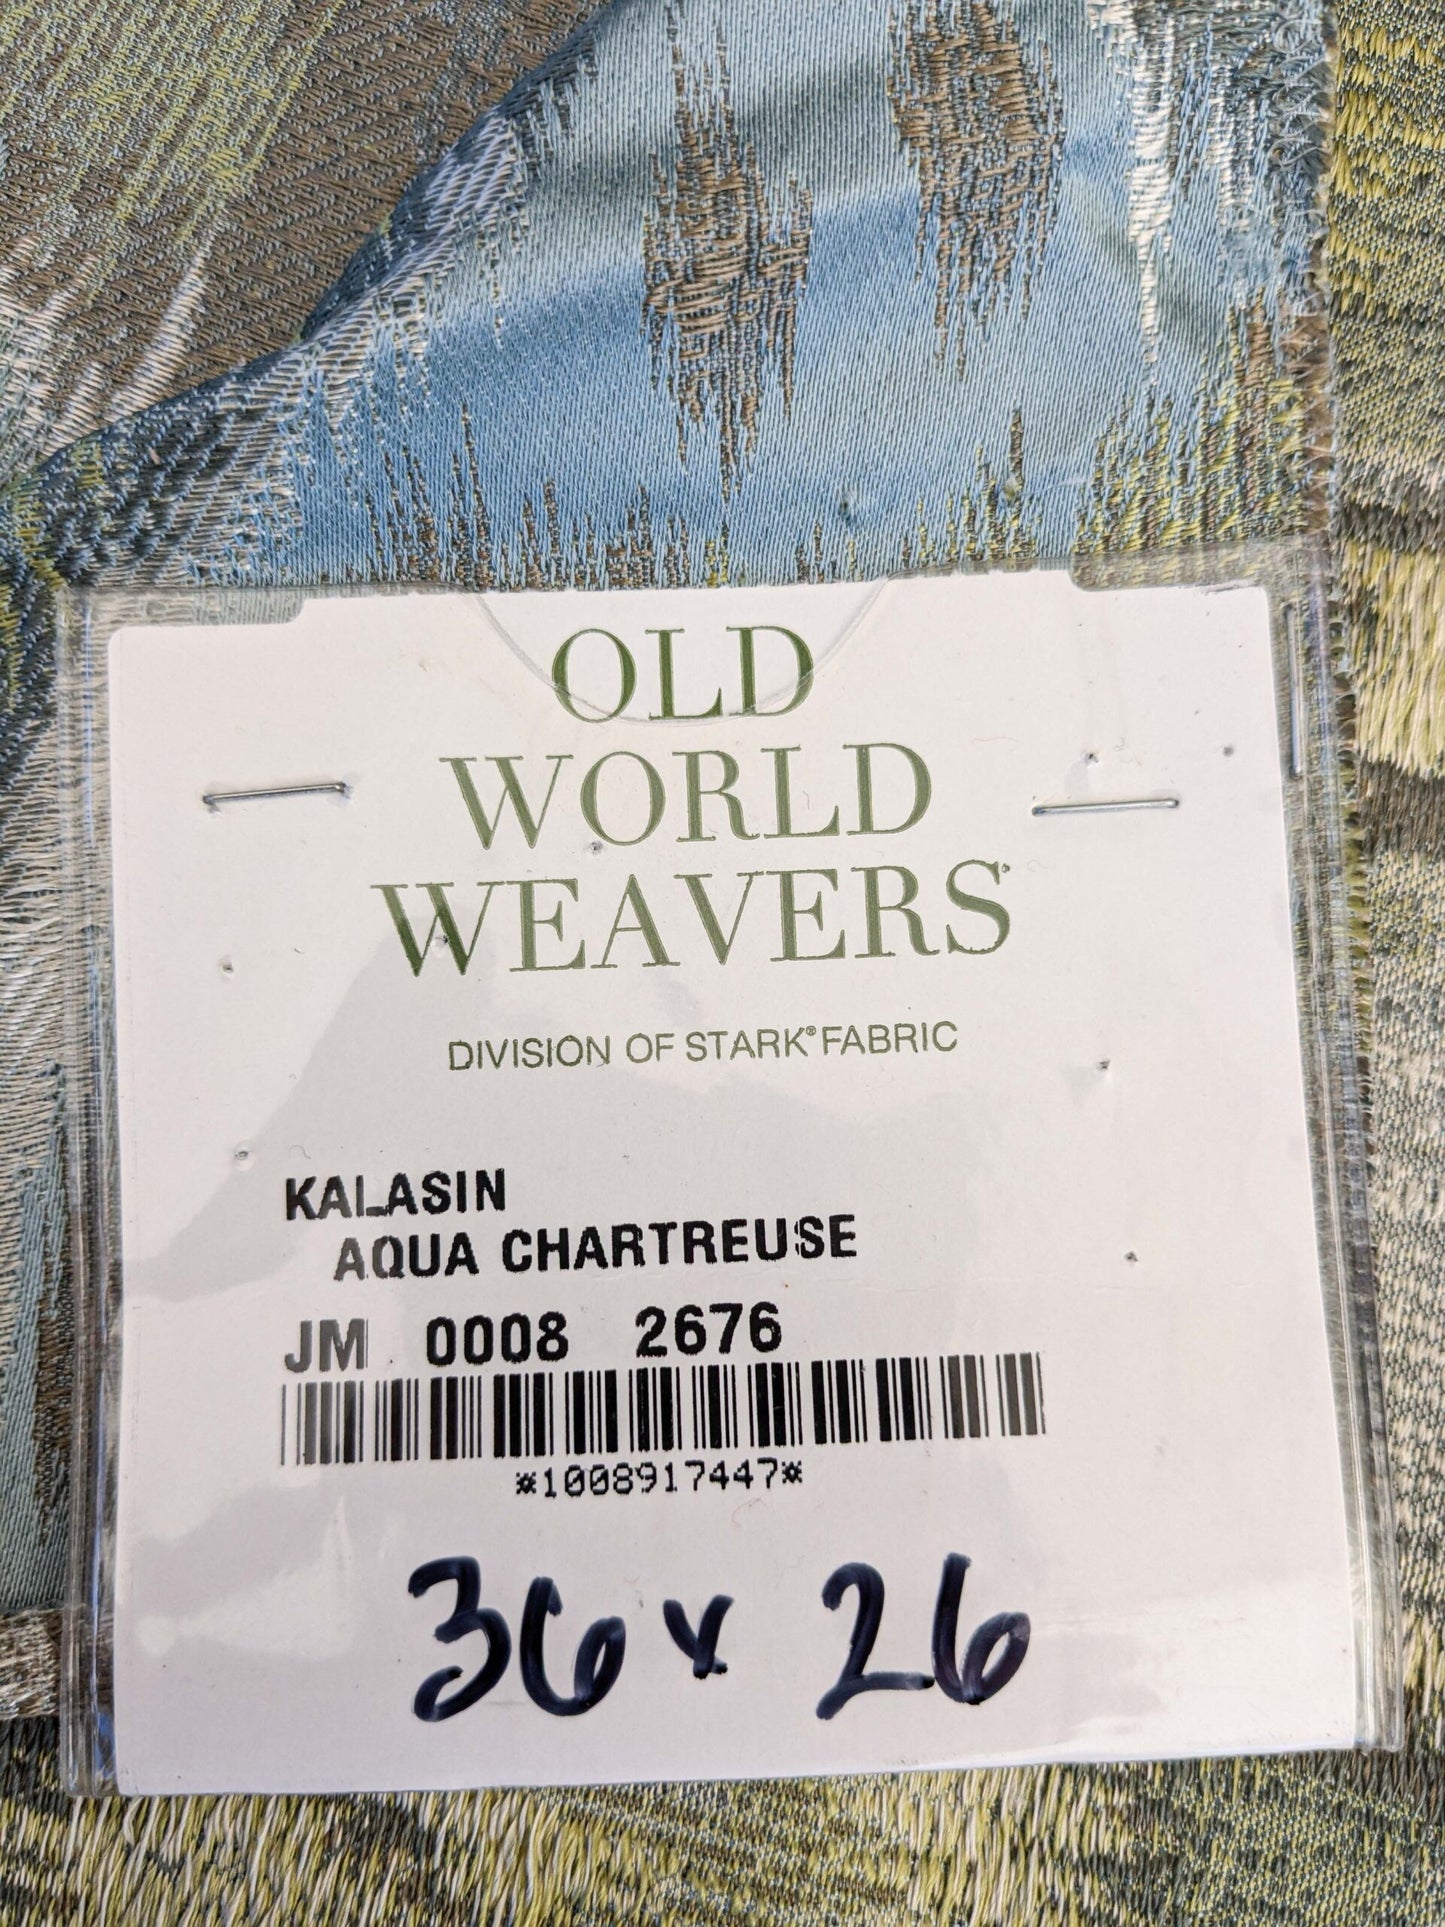 OLD
WORLD
WEAVERS
DIVISION OF STARK® FABRIC
KALASIN
AQUA CHARTREUSE
JM 0008 2676
*1008917447*
36 x 26